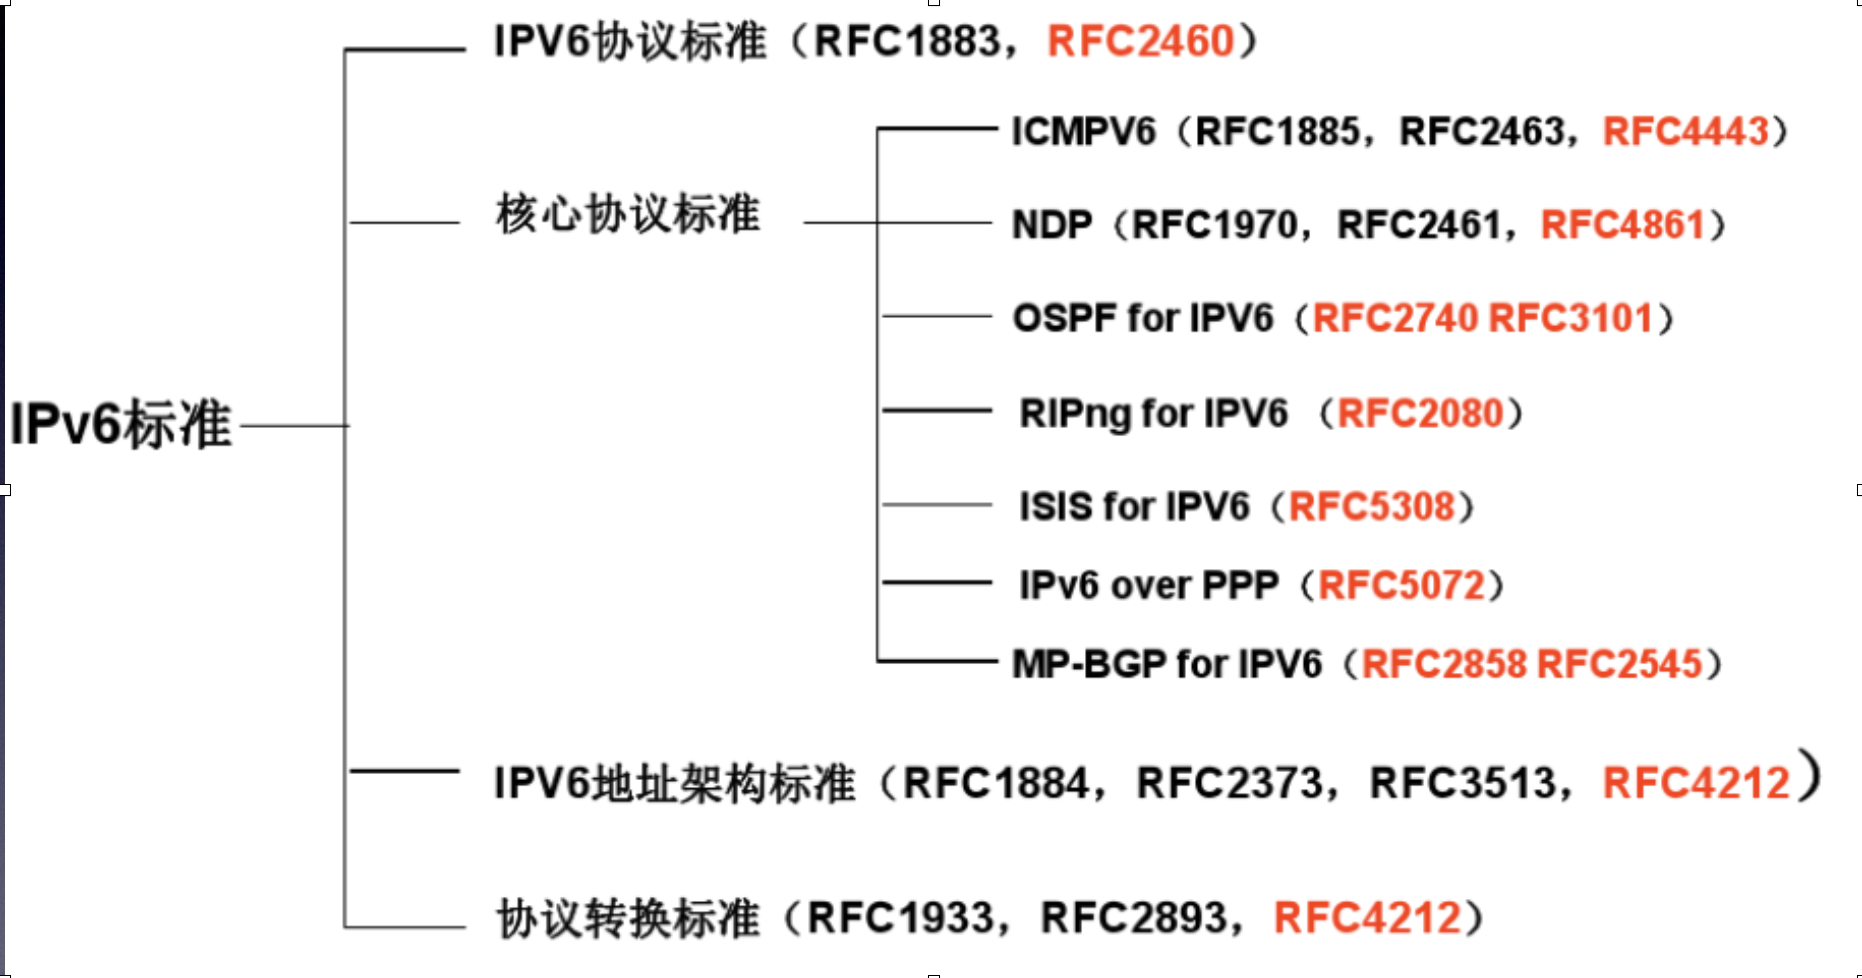 IPV6协议标准（RFC1883，RFC2460）
ICMPV6（RFC1885，RFC2463，RFC4443）
核心协议标准
NDP（RFC1970，RFC2461，RFC4861）
OSPF for IPV6（RFC2740 RFC3101）
IPv6标准
RIPng for IPV6 （RFC2080）
ISIS for IPV6（RFC5308）
IPv6 over PPP（RFC5072）
MP-BGP for IPV6（RFC2858 RFC2545）
IPV6地址架构标准（RFC1884，RFC2373，RFC3513，RFC4212）
协议转换标准（RFC1933，RFC2893，RFC4212）